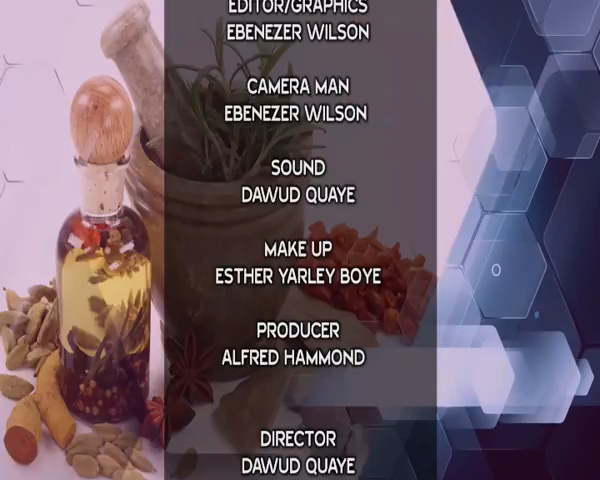 EDITOR/GRAPHICS
EBENEZER WILSON
CAMERA MAN
EBENEZER WILSON
SOUND
DAWUD QUAYE
MAKE UP
ESTHER YARLEY BOYE
PRODUCER
ALFRED HAMMOND
DIRECTOR
DAWUD QUAYE